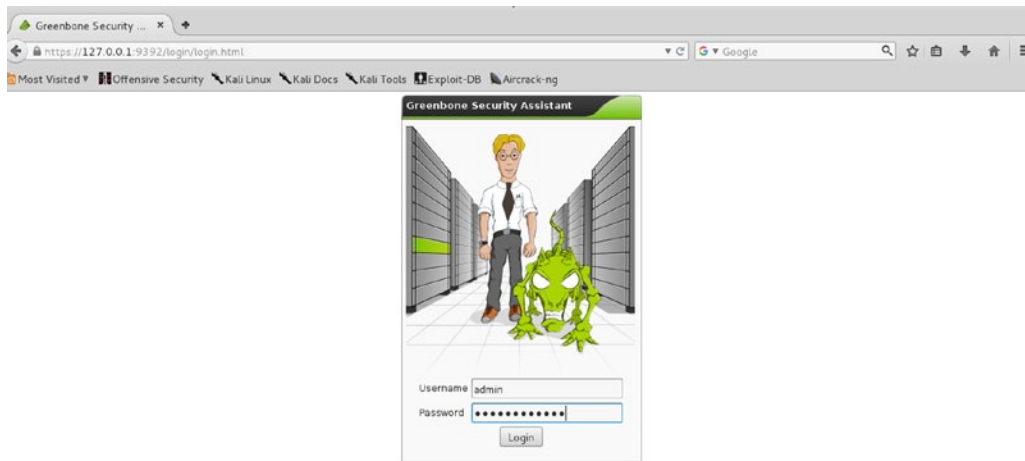 Greenbone Security ...
https://127.0.0.1:9392/login/login.html
Google
Most Visited
Offensive Security
Kali Linux
Kali Docs
Kali Tools
Exploit-DB
Aircrack-ng
Greenbone Security Assistant
Username admin
Password ●●●●●●●●●●●●
Login